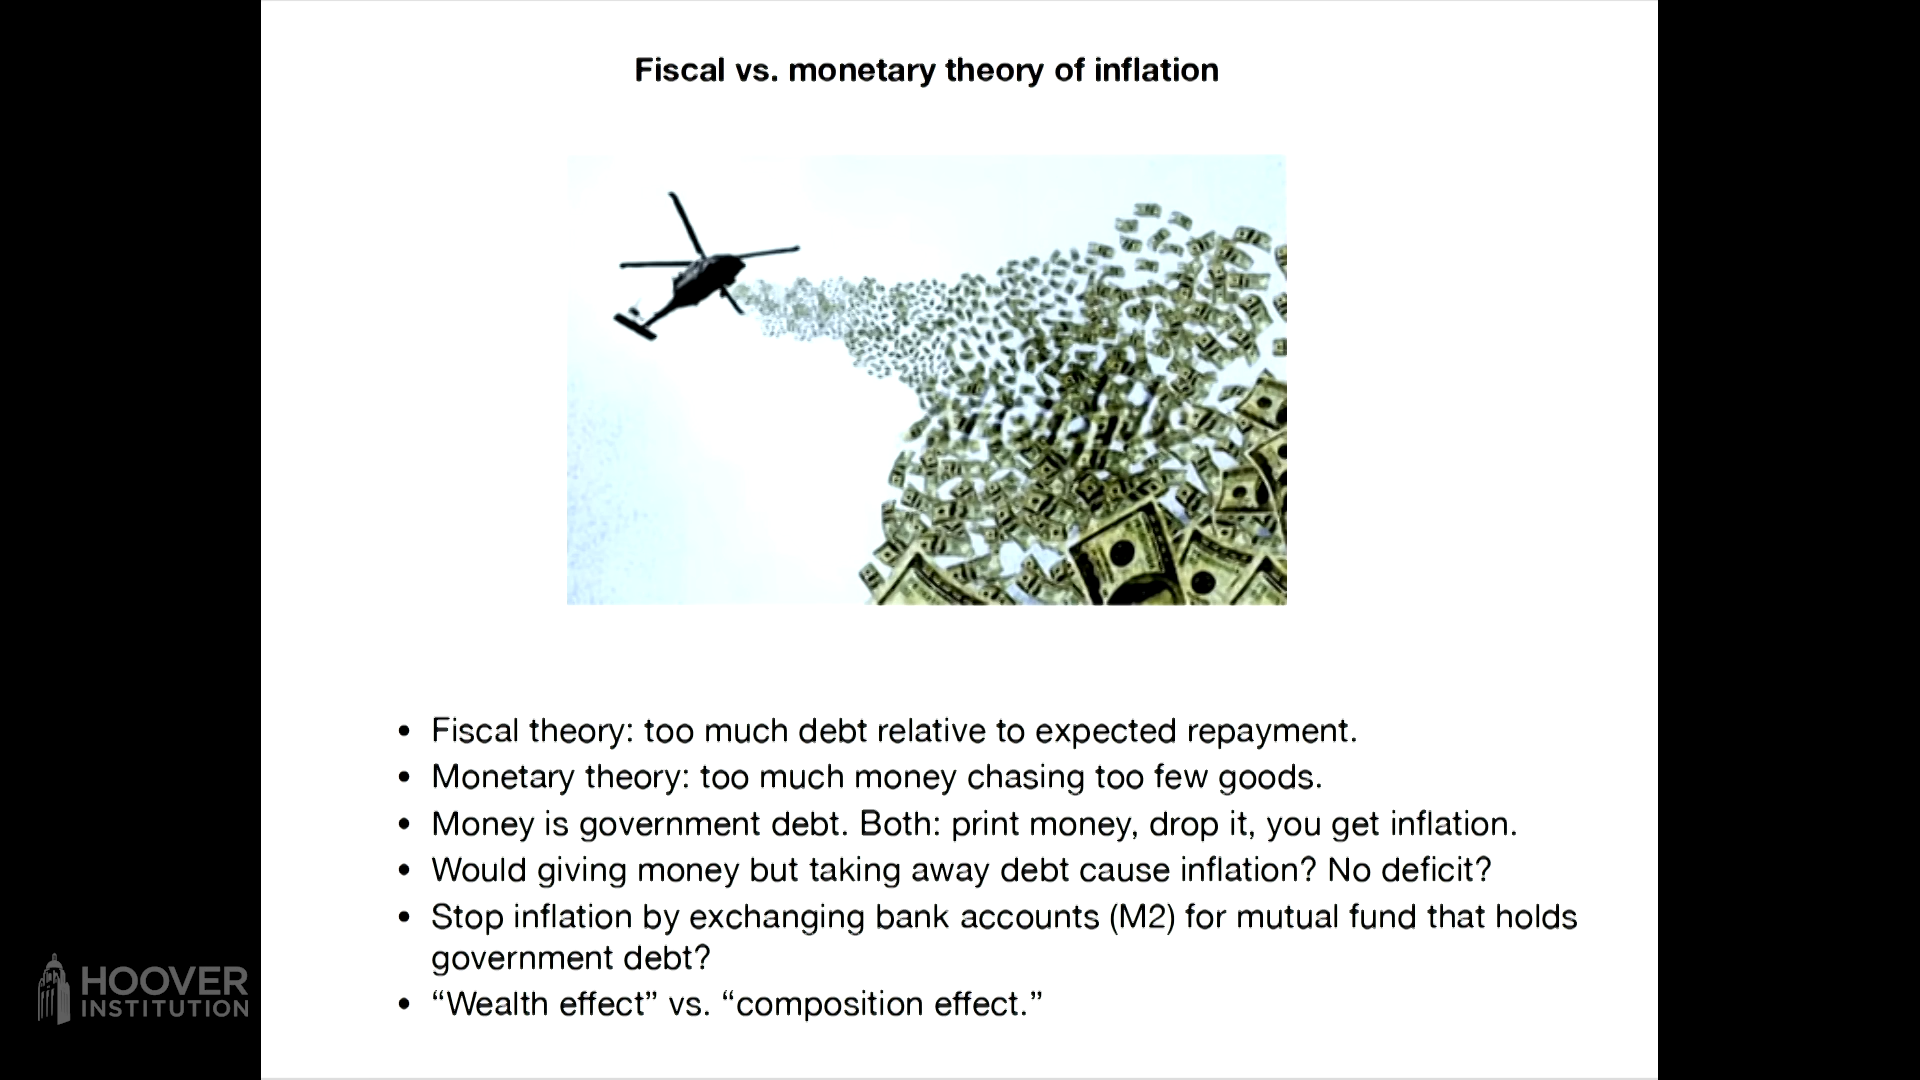 Fiscal vs. monetary theory of inflation
• Fiscal theory: too much debt relative to expected repayment.
• Monetary theory: too much money chasing too few goods.
• Money is government debt. Both: print money, drop it, you get inflation.
• Would giving money but taking away debt cause inflation? No deficit?
• Stop inflation by exchanging bank accounts (M2) for mutual fund that holds
government debt?
• “Wealth effect” vs. “composition effect.”
HOOVER
INSTITUTION